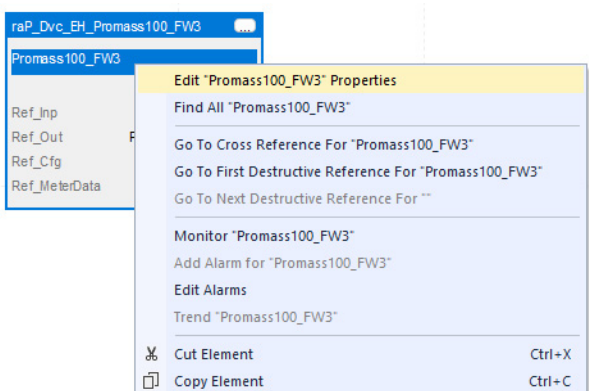 raP_Dvc_EH_Promass100_FW3 ...
Promass100_FW3
Edit "Promass100_FW3" Properties
Find All "Promass100_FW3"
Ref_Inp
Ref_Out
Ref_Cfg
Ref_MeterData
Go To Cross Reference For "Promass100_FW3"
Go To First Destructive Reference For "Promass100_FW3"
Go To Next Destructive Reference For ""
Monitor "Promass100_FW3"
Add Alarm for "Promass100_FW3"
Edit Alarms
Trend "Promass100_FW3"
Cut Element Ctrl+X
Copy Element Ctrl+C